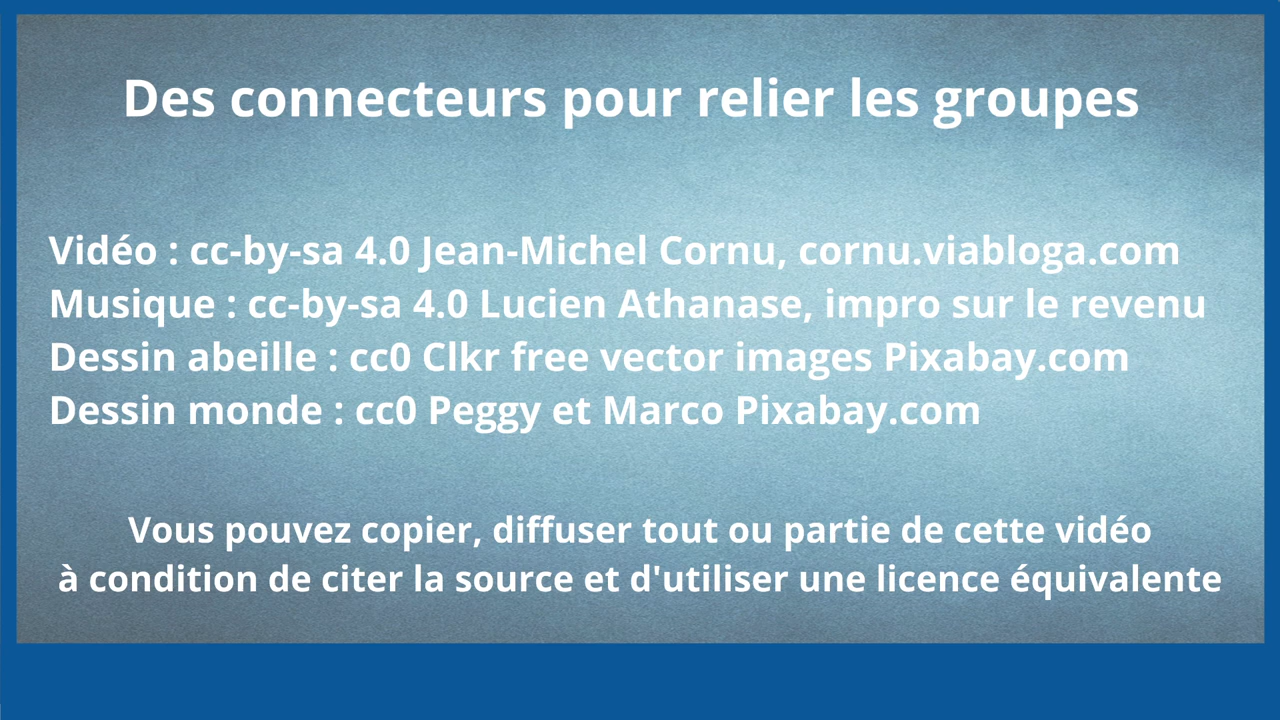 Des connecteurs pour relier les groupes
Vidéo : cc-by-sa 4.0 Jean-Michel Cornu, cornu.viabloga.com
Musique : cc-by-sa 4.0 Lucien Athanase, impro sur le revenu
Dessin abeille : cc0 Clkr free vector images Pixabay.com
Dessin monde : cc0 Peggy et Marco Pixabay.com
Vous pouvez copier, diffuser tout ou partie de cette vidéo
à condition de citer la source et d'utiliser une licence équivalente